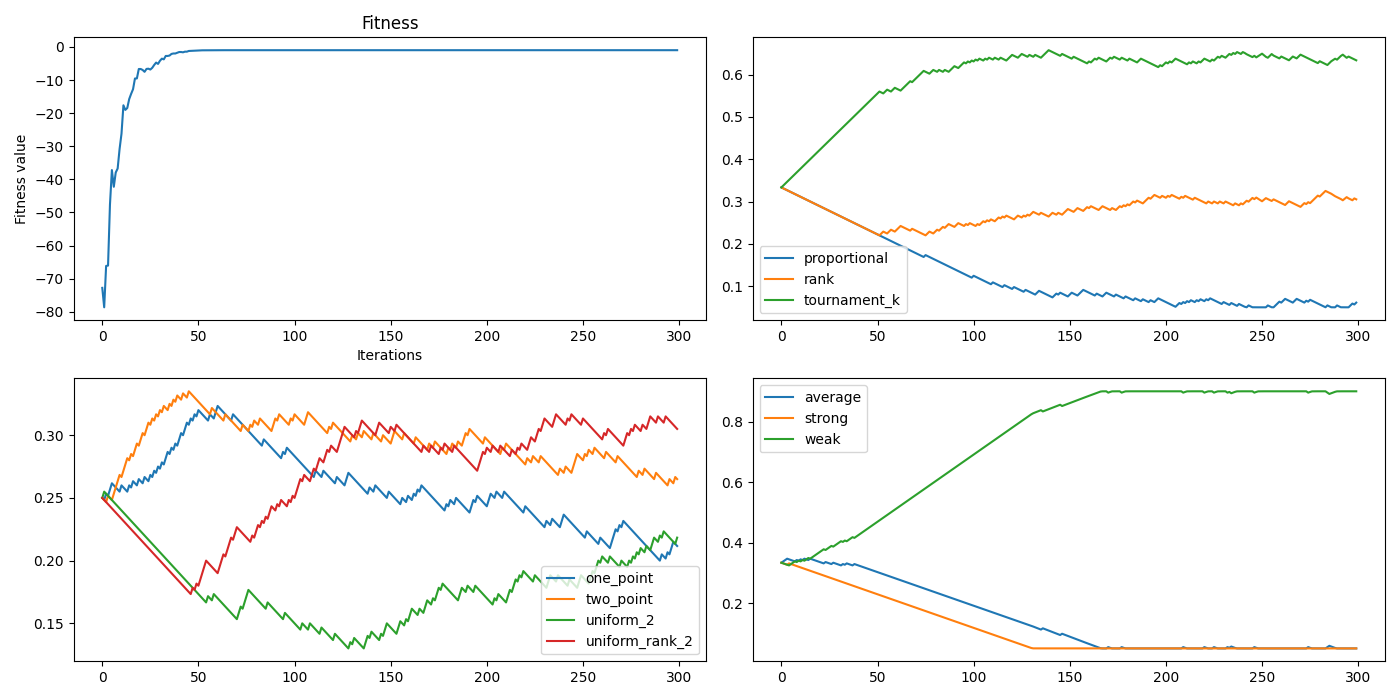 Fitness
Fitness value
0
−10
−20
−30
−40
−50
−60
−70
−80
0 50 100 150 200 250 300
Iterations
0.6
0.5
0.4
0.3
0.2
0.1
proportional
rank
tournament_k
0 50 100 150 200 250 300
0.30
0.25
0.20
0.15
one_point
two_point
uniform_2
uniform_rank_2
0 50 100 150 200 250 300
0.8
0.6
0.4
0.2
average
strong
weak
0 50 100 150 200 250 300